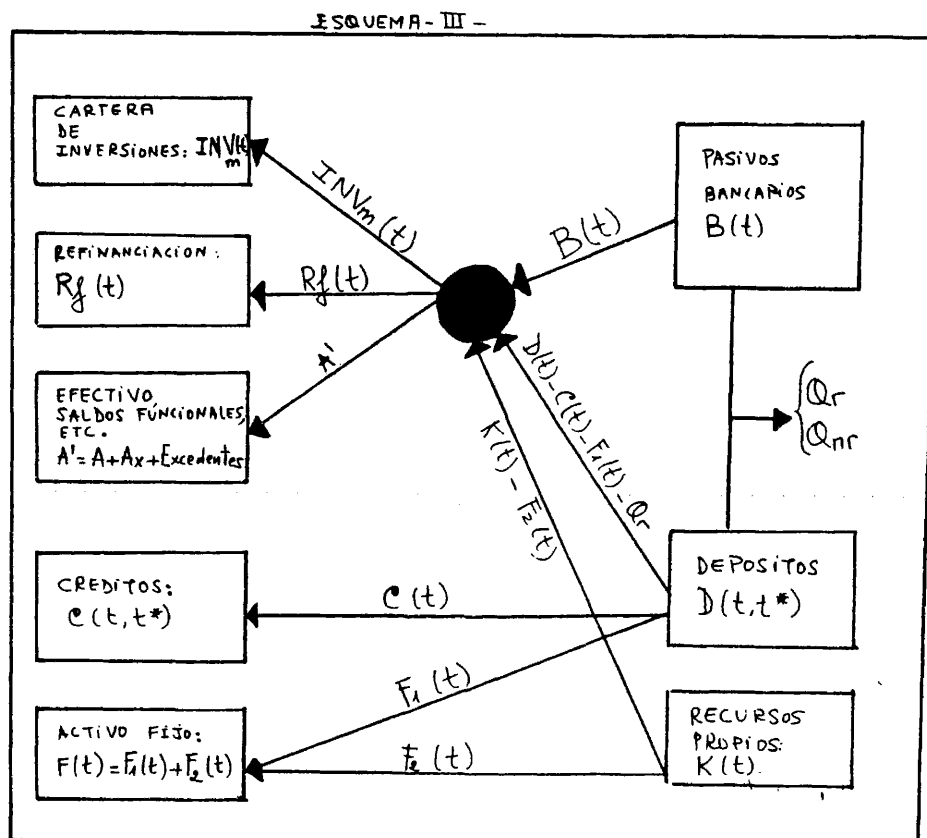 ESQUEMA-III-
CARTERA
DE
INVERSIONES: INV(t)
m
INVm(t)
PASIVOS
BANCARIOS
B(t)
B(t)
REFINANCIACION:
Rf(t)
Rf(t)
A'
EFECTIVO,
SALDOS FUNCIONALES,
ETC.
A'=A+Ax+Excedentes
D(t)-C(t)-F1(t)-Qr
K(t)-F2(t)
Qr
Qnr
CREDITOS:
C(t,t*)
C(t)
DEPOSITOS
D(t,t*)
F1(t)
ACTIVO FIJO:
F(t)=F1(t)+F2(t)
F2(t)
RECURSOS
PROPIOS:
K(t).